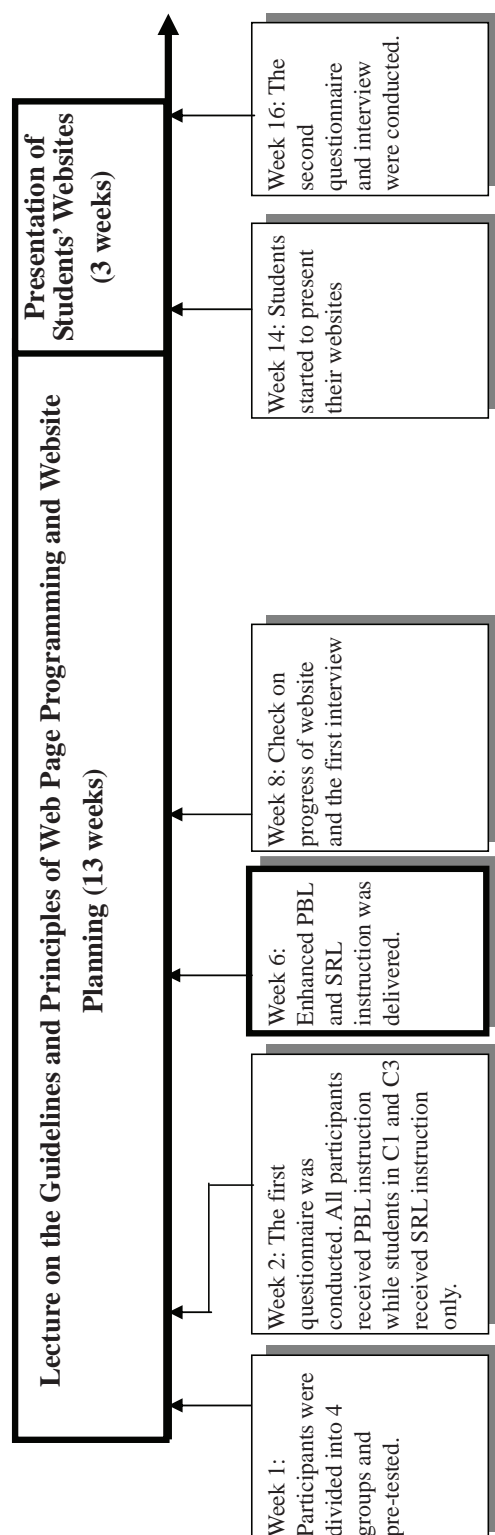 Lecture on the Guidelines and Principles of Web Page Programming and Website
Planning (13 weeks)
Presentation of
Students' Websites
(3 weeks)
Week 1:
Participants were
divided into 4
groups and
pre-tested.
Week 2: The first
questionnaire was
conducted. All participants
received PBL instruction
while students in C1 and C3
received SRL instruction
only.
Week 6:
Enhanced PBL
and SRL
instruction was
delivered.
Week 8: Check on
progress of website
and the first interview
Week 14: Students
started to present
their websites
Week 16: The
second
questionnaire
and interview
were conducted.